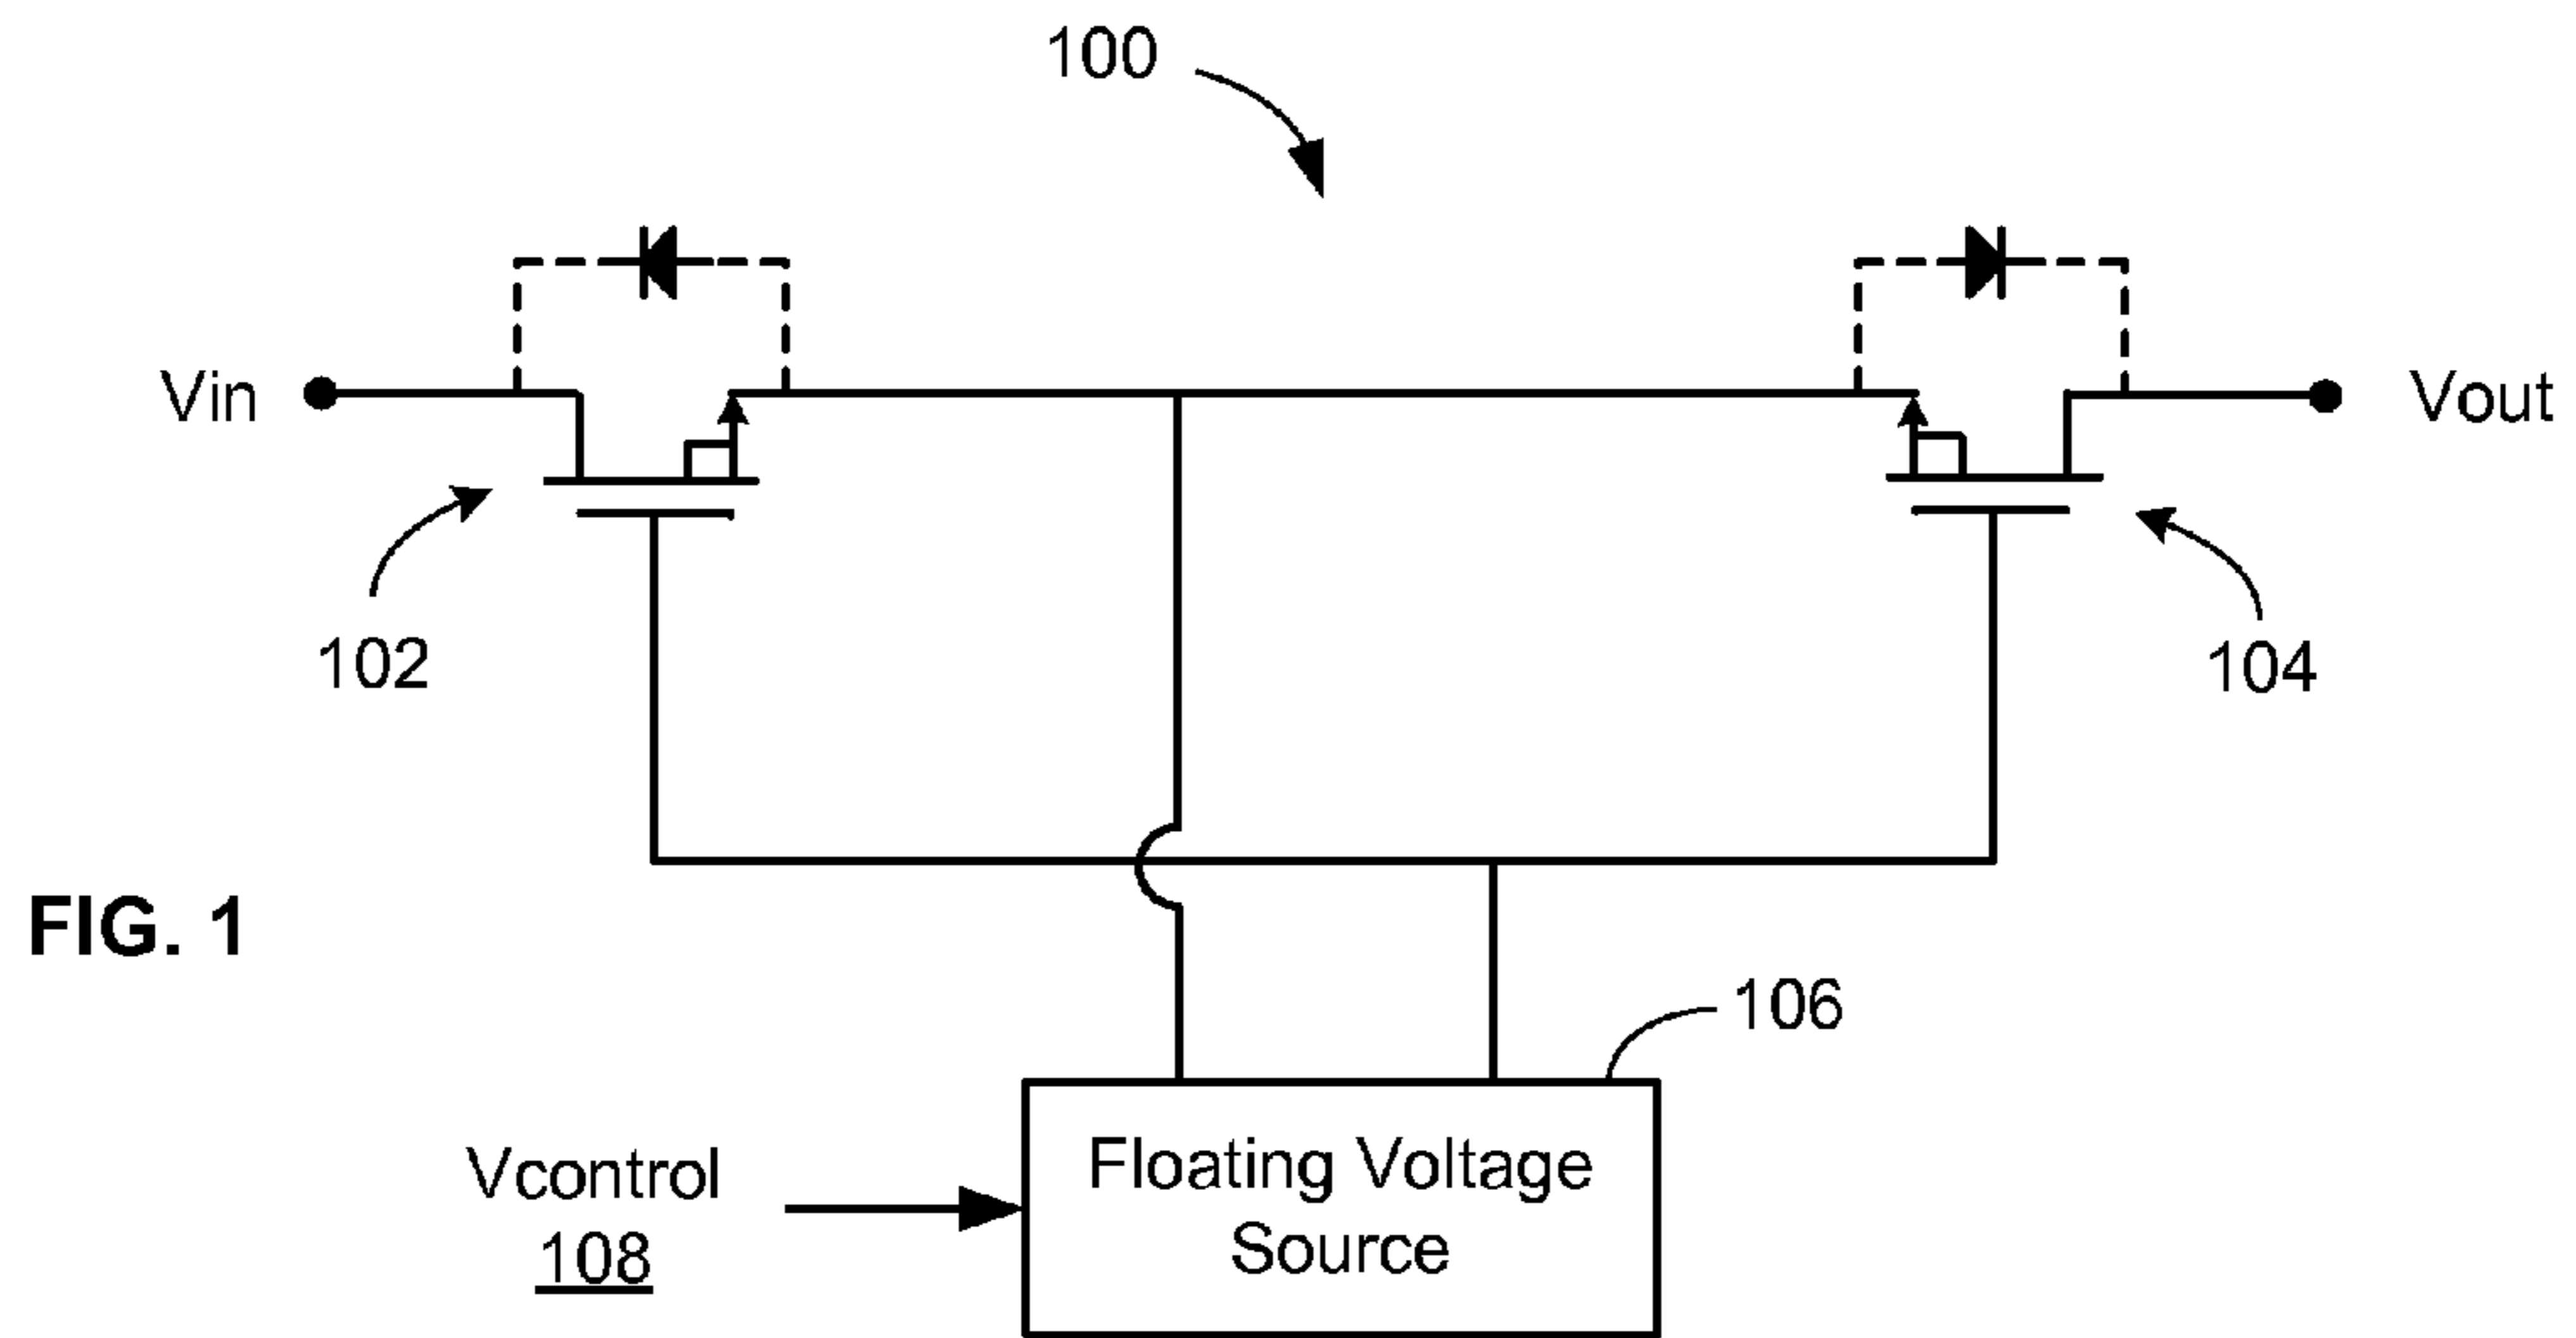 100
Vin
Vout
102
104
FIG. 1
106
Vcontrol
108
Floating Voltage
Source